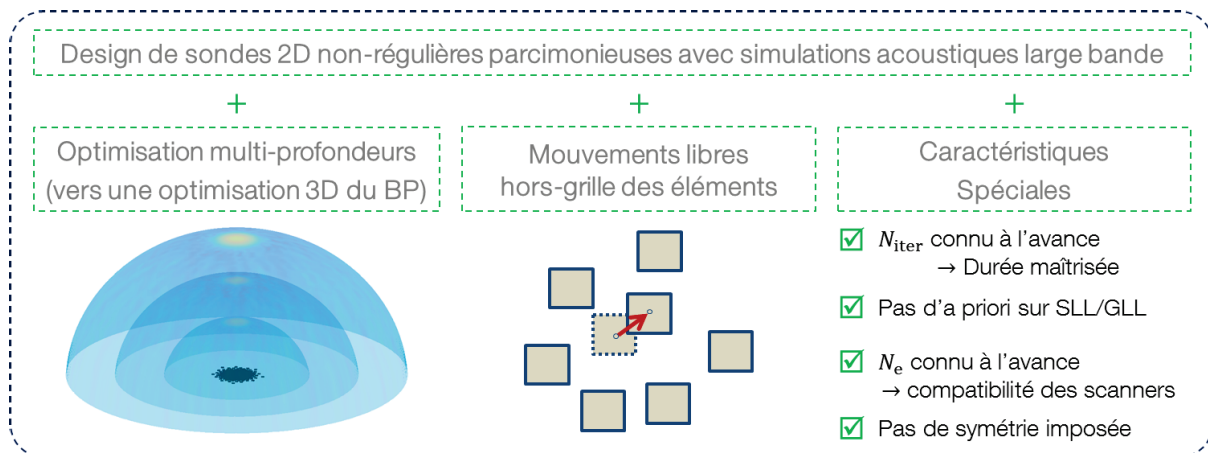 Design de sondes 2D non-régulières parcimonieuses avec simulations acoustiques large bande
+ + +
Optimisation multi-profondeurs
(vers une optimisation 3D du BP)
Mouvements libres
hors-grille des éléments
Caractéristiques
Spéciales
N_iter connu à l'avance
→ Durée maîtrisée
Pas d'a priori sur SLL/GLL
N_e connu à l'avance
→ compatibilité des scanners
Pas de symétrie imposée